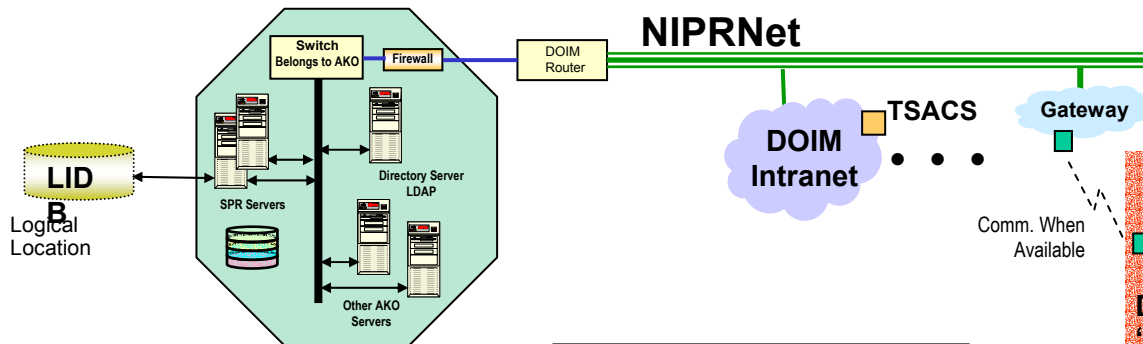 NIPRNet
Switch
Belongs to AKO
Firewall
DOIM
Router
TSACS
Gateway
DOIM
Intranet
LID
B
Logical
Location
Directory Server
LDAP
SPR Servers
Comm. When
Available
Other AKO
Servers